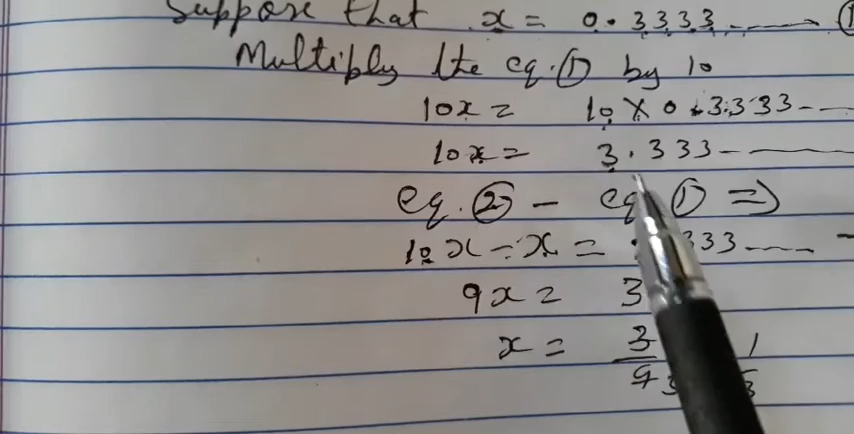 Suppose that x = 0.3333 ------ ①
Multiply the eq.① by 10
10x = 10 x 0.3333---
10x = 3.333------
eq.② - eq ① =>
10x - x = 333----- -
9x = 3
x = 3/9 1/3